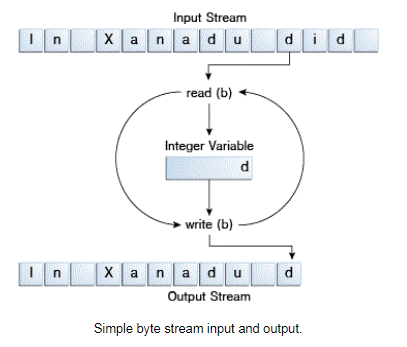 Input Stream
I n X a n a d u d i d
read (b)
Integer Variable
d
write (b)
I n X a n a d u d
Output Stream
Simple byte stream input and output.